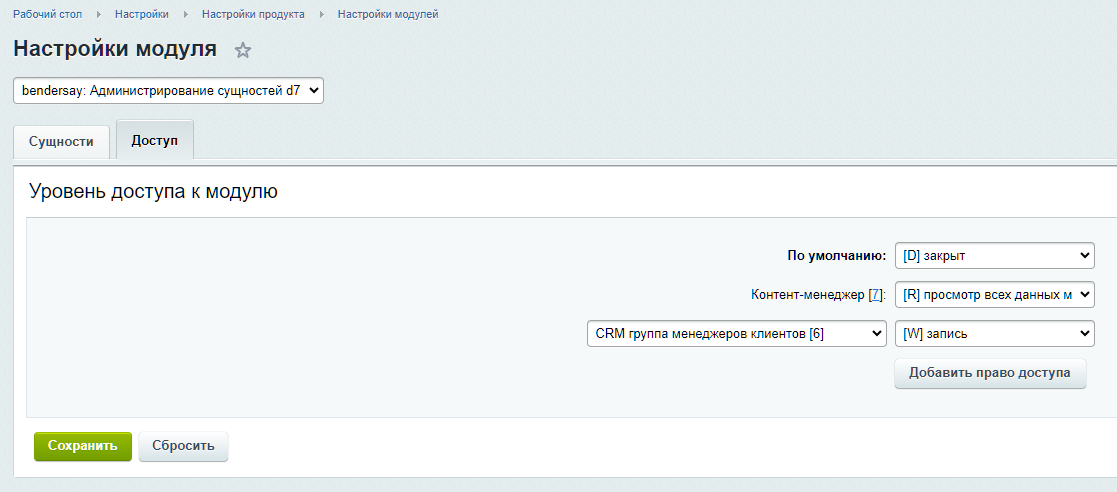 Рабочий стол Настройки Настройки продукта Настройки модулей
Настройки модуля
bendersay: Администрирование сущностей d7
Сущности Доступ
Уровень доступа к модулю
По умолчанию: [D] закрыт
Контент-менеджер [7]: [R] просмотр всех данных м
CRM группа менеджеров клиентов [6] [W] запись
Добавить право доступа
Сохранить Сбросить